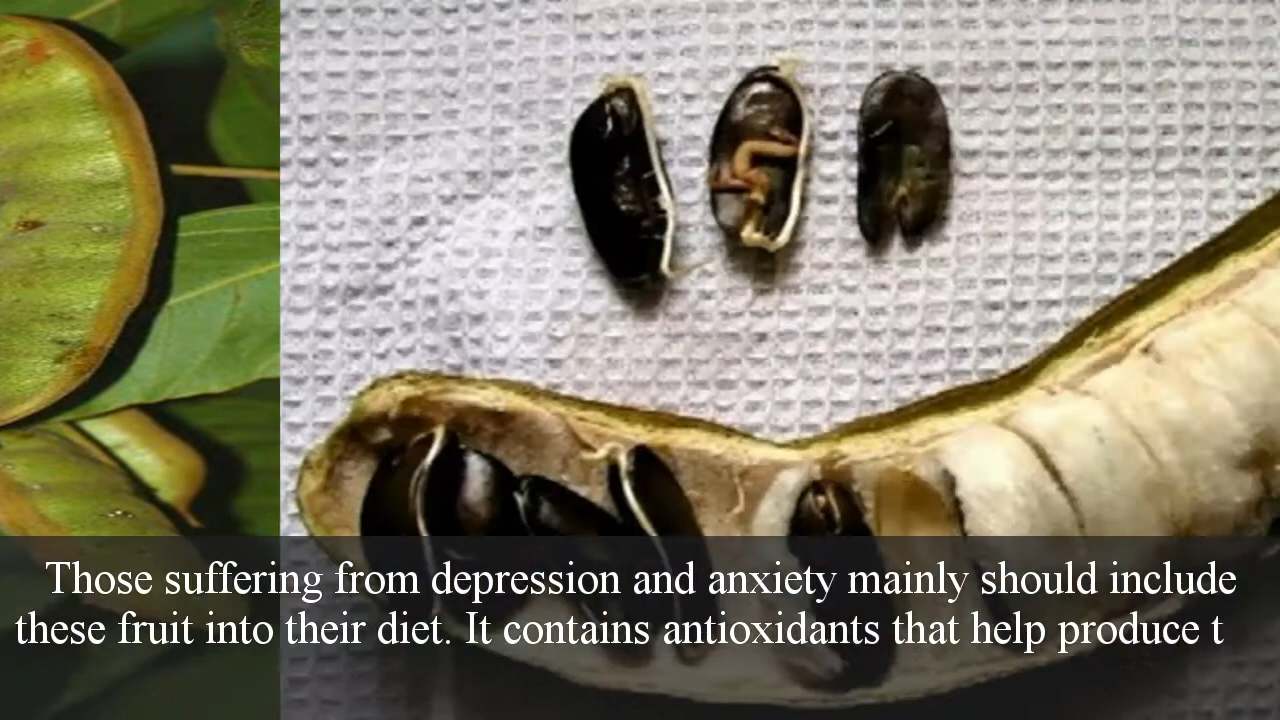 Those suffering from depression and anxiety mainly should include
these fruit into their diet. It contains antioxidants that help produce t